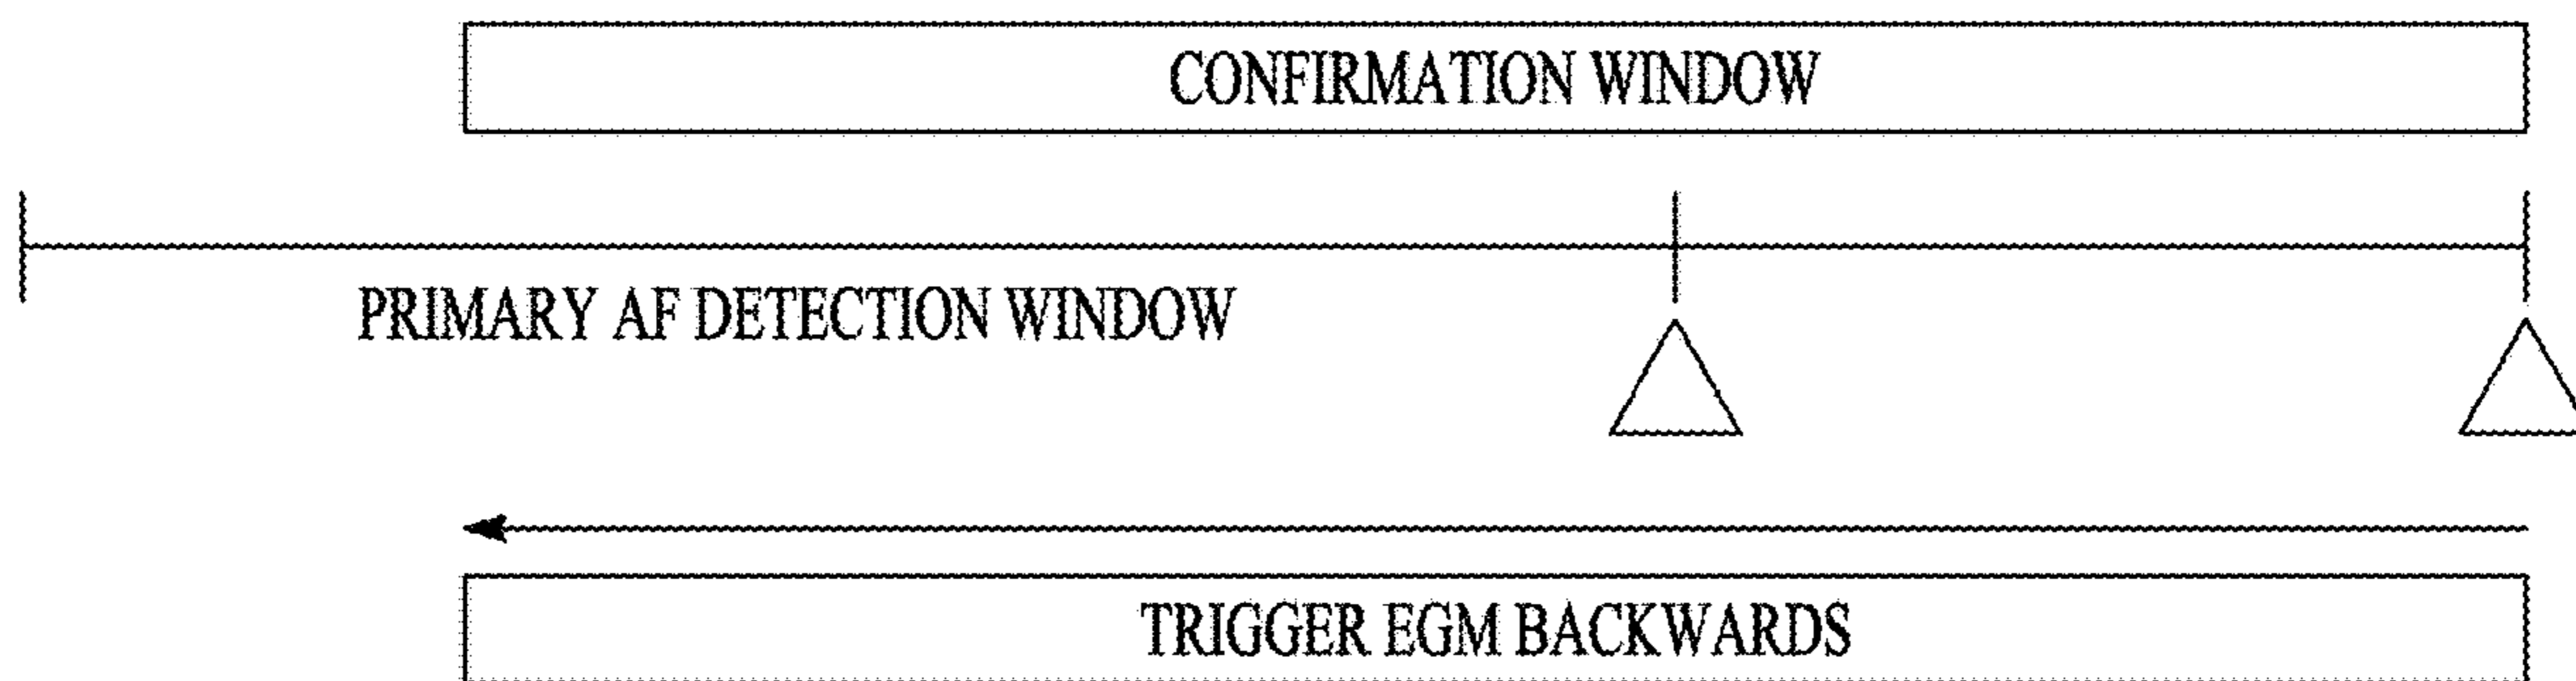 CONFIRMATION WINDOW
PRIMARY AF DETECTION WINDOW
TRIGGER EGM BACKWARDS